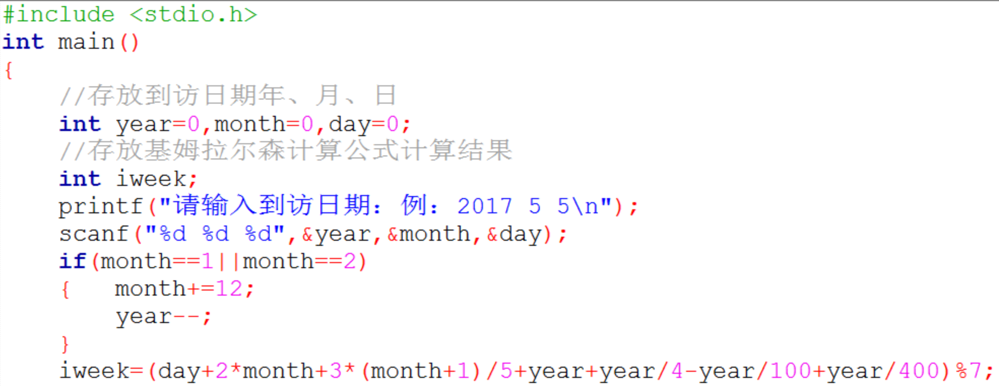 #include <stdio.h>
int main()
{
    //存放到访日期年、月、日
    int year=0,month=0,day=0;
    //存放基姆拉尔森计算公式计算结果
    int iweek;
    printf("请输入到访日期：例：2017 5 5\n");
    scanf("%d %d %d",&year,&month,&day);
    if(month==1||month==2)
    {   month+=12;
        year--;
    }
    iweek=(day+2*month+3*(month+1)/5+year+year/4-year/100+year/400)%7;